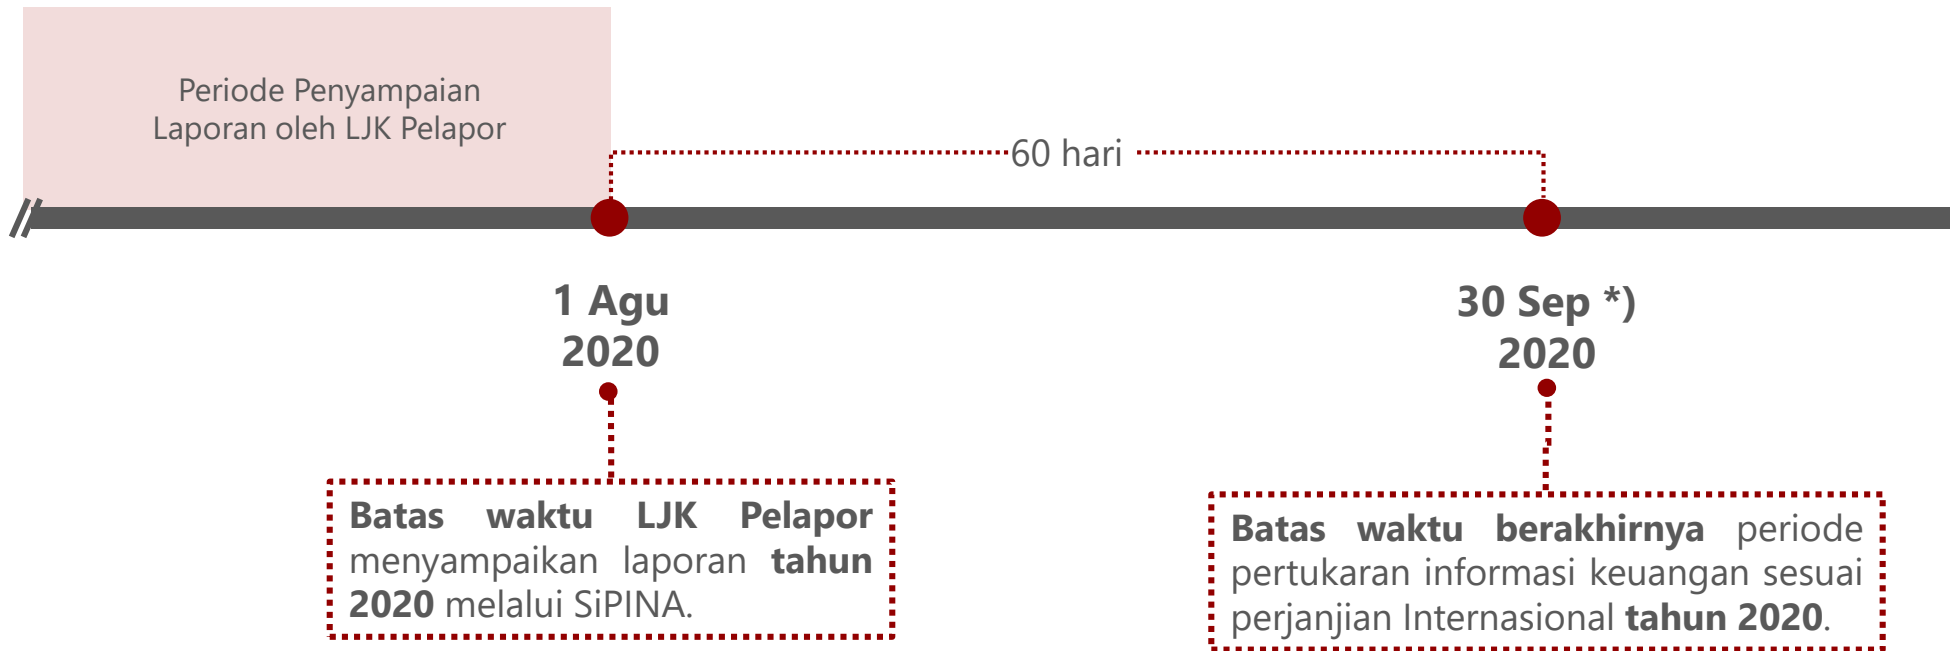 Periode Penyampaian
Laporan oleh LJK Pelapor
60 hari
1 Agu
2020
30 Sep *)
2020
Batas waktu LJK Pelapor
menyampaikan laporan tahun
2020 melalui SiPINA.
Batas waktu berakhirnya periode
pertukaran informasi keuangan sesuai
perjanjian Internasional tahun 2020.